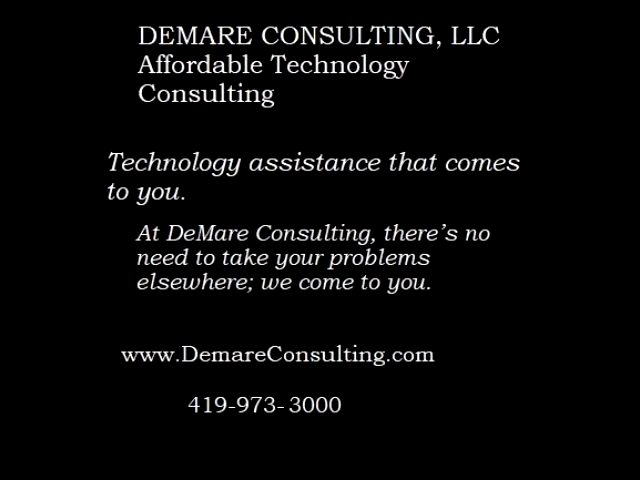 DEMARE CONSULTING, LLC
Affordable Technology
Consulting
Technology assistance that comes
to you.
At DeMare Consulting, there's no
need to take your problems
elsewhere; we come to you.
www.DemareConsulting.com
419-973-3000